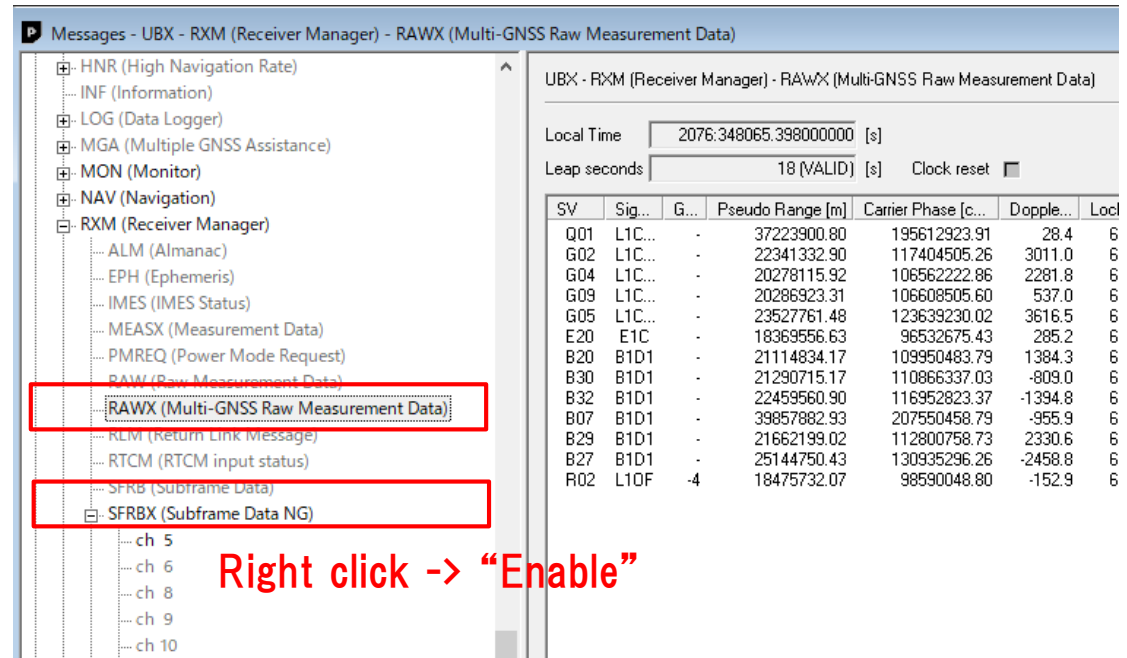 Messages - UBX - RXM (Receiver Manager) - RAWX (Multi-GNSS Raw Measurement Data)
HNR (High Navigation Rate)
INF (Information)
LOG (Data Logger)
MGA (Multiple GNSS Assistance)
MON (Monitor)
NAV (Navigation)
RXM (Receiver Manager)
ALM (Almanac)
EPH (Ephemeris)
IMES (IMES Status)
MEASX (Measurement Data)
PMREQ (Power Mode Request)
RAW (Raw Measurement Data)
RAWX (Multi-GNSS Raw Measurement Data)
RLM (Return Link Message)
RTCM (RTCM input status)
SFRB (Subframe Data)
SFRBX (Subframe Data NG)
ch 5
ch 6
ch 8
ch 9
ch 10
Right click -> “Enable”
UBX - RXM (Receiver Manager) - RAWX (Multi-GNSS Raw Measurement Data)
Local Time 2076:348065.398000000 [s]
Leap seconds 18 (VALID) [s] Clock reset
SV Sig... G... Pseudo Range [m] Carrier Phase [c... Dopple... Lock
Q01 L1C... - 37223900.80 195612923.91 28.4 6
G02 L1C... - 22341332.90 117404505.26 3011.0 6
G04 L1C... - 20278115.92 106562222.86 2281.8 6
G09 L1C... - 20286923.31 106608505.60 537.0 6
G05 L1C... - 23527761.48 123639230.02 3616.5 6
E20 E1C - 18369556.63 96532675.43 285.2 6
B20 B1D1 - 21114834.17 109950483.79 1384.3 6
B30 B1D1 - 21290715.17 110866337.03 -809.0 6
B32 B1D1 - 22459560.90 116952823.37 -1394.8 6
B07 B1D1 - 39857882.93 207550458.79 -955.9 6
B29 B1D1 - 21662199.02 112800758.73 2330.6 6
B27 B1D1 - 25144750.43 130935296.26 -2458.8 6
R02 L1OF -4 18475732.07 98590048.80 -152.9 6